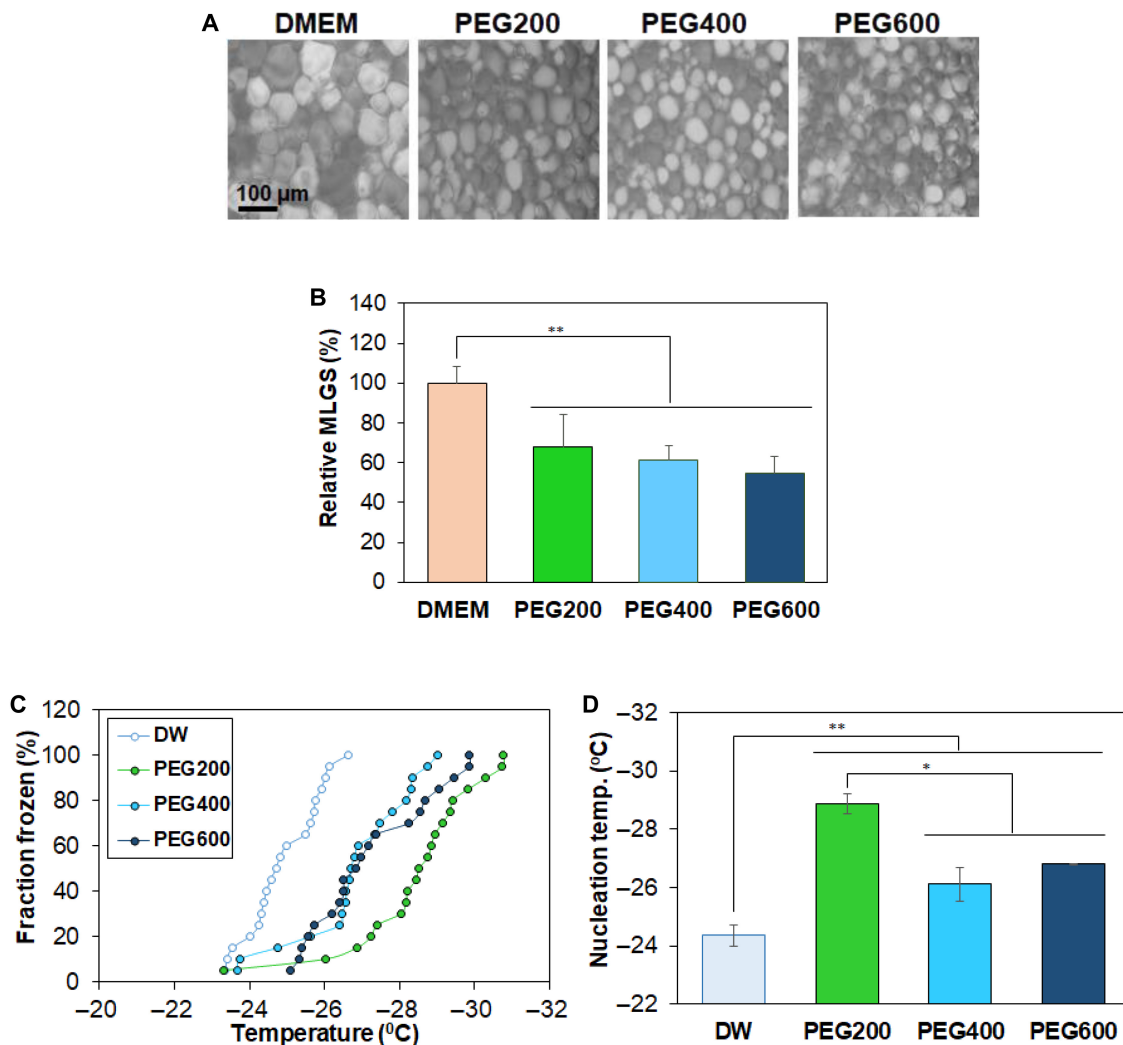 A
DMEM PEG200 PEG400 PEG600
100 µm
B
Relative MLGS (%)
140
120
100
80
60
40
20
0
**
DMEM PEG200 PEG400 PEG600
C
Fraction frozen (%)
120
100
80
60
40
20
0
DW
PEG200
PEG400
PEG600
–20 –22 –24 –26 –28 –30 –32
Temperature (⁰C)
D
Nucleation temp. (⁰C)
–32
–30
–28
–26
–24
–22
**
*
DW PEG200 PEG400 PEG600